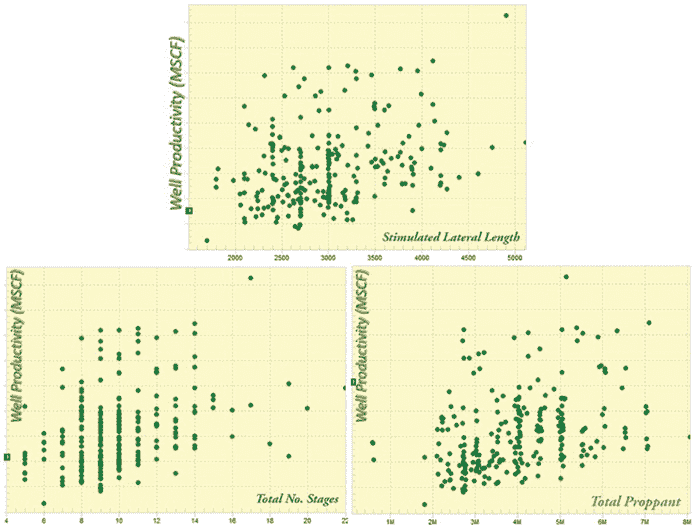 Well Productivity (MSCF)
Stimulated Lateral Length
2000 2500 3000 3500 4000 4500 5000
Well Productivity (MSCF)
Total No. Stages
4 6 8 10 12 14 16 18 20 22
Well Productivity (MSCF)
Total Proppant
1M 2M 3M 4M 5M 6M 7M